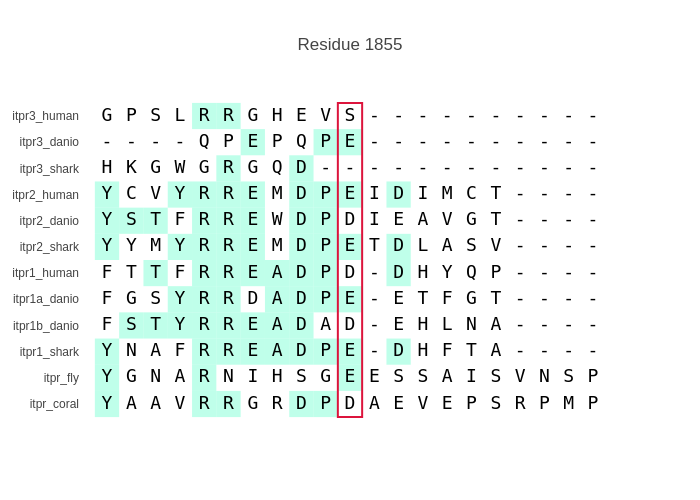 Residue 1855
itpr3_human G P S L R R G H E V S - - - - - - - - - -
itpr3_danio - - - - Q P E P Q P E - - - - - - - - - -
itpr3_shark H K G W G R G Q D - - - - - - - - - - - -
itpr2_human Y C V Y R R E M D P E I D I M C T - - - -
itpr2_danio Y S T F R R E W D P D I E A V G T - - - -
itpr2_shark Y Y M Y R R E M D P E T D L A S V - - - -
itpr1_human F T T F R R E A D P D - D H Y Q P - - - -
itpr1a_danio F G S Y R R D A D P E - E T F G T - - - -
itpr1b_danio F S T Y R R E A D A D - E H L N A - - - -
itpr1_shark Y N A F R R E A D P E - D H F T A - - - -
itpr_fly Y G N A R N I H S G E E S S A I S V N S P
itpr_coral Y A A V R R G R D P D A E V E P S R P M P